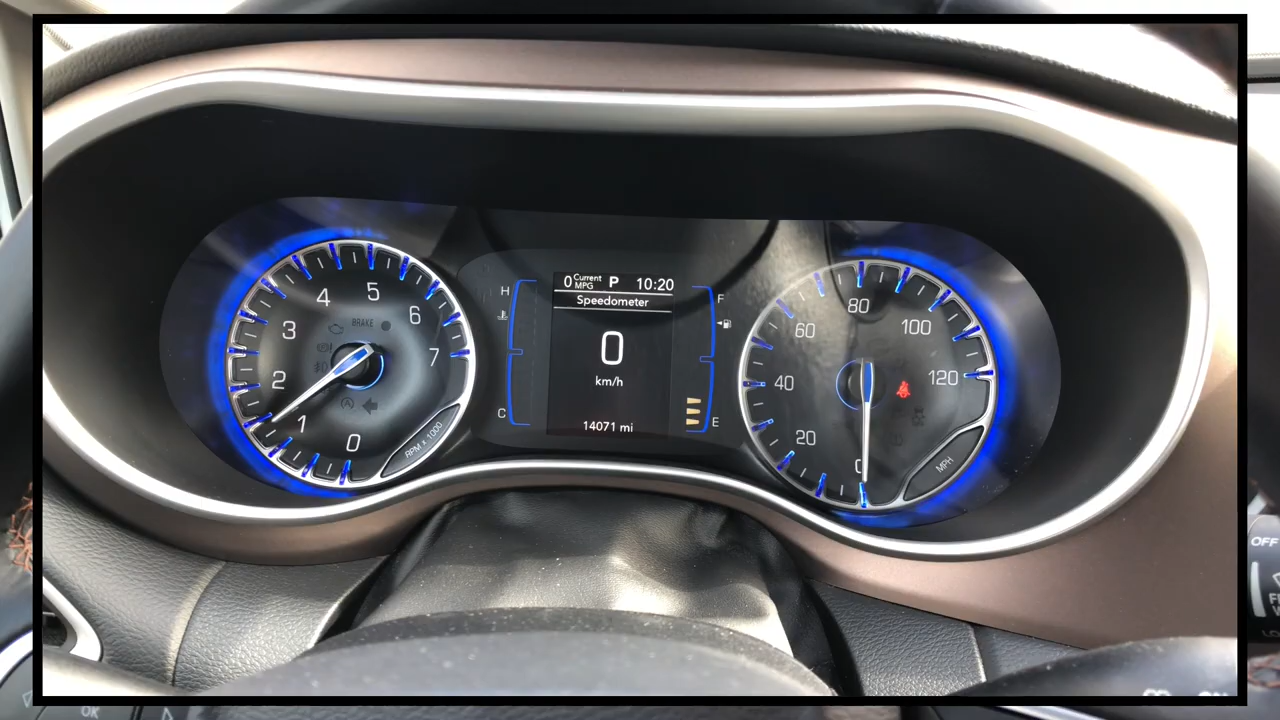 0 Current MPG P 10:20
Speedometer
0
km/h
14071 mi
H
C
F
E
0
1
2
3
4
5
6
7
BRAKE
RPM x 1000
0
20
40
60
80
100
120
MPH
OFF
OK